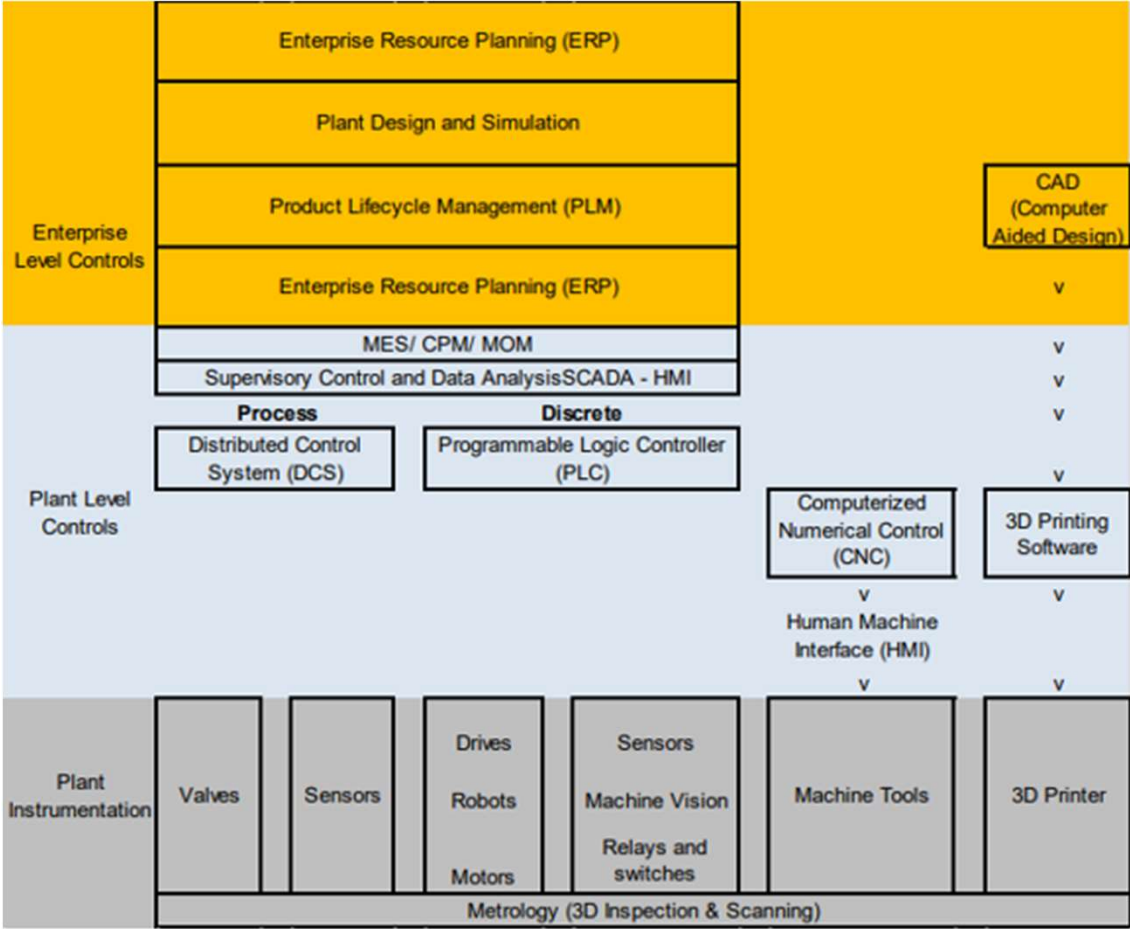 Enterprise Resource Planning (ERP)
Plant Design and Simulation
Product Lifecycle Management (PLM)
CAD
(Computer
Aided Design)
Enterprise
Level Controls
Enterprise Resource Planning (ERP)
v
MES/ CPM/ MOM
v
Supervisory Control and Data AnalysisSCADA - HMI
v
Process
Discrete
v
Distributed Control
System (DCS)
Programmable Logic Controller
(PLC)
v
Plant Level
Controls
Computerized
Numerical Control
(CNC)
3D Printing
Software
v
v
Human Machine
Interface (HMI)
v
v
Plant
Instrumentation
Valves
Sensors
Drives
Robots
Motors
Sensors
Machine Vision
Relays and
switches
Machine Tools
3D Printer
Metrology (3D Inspection & Scanning)